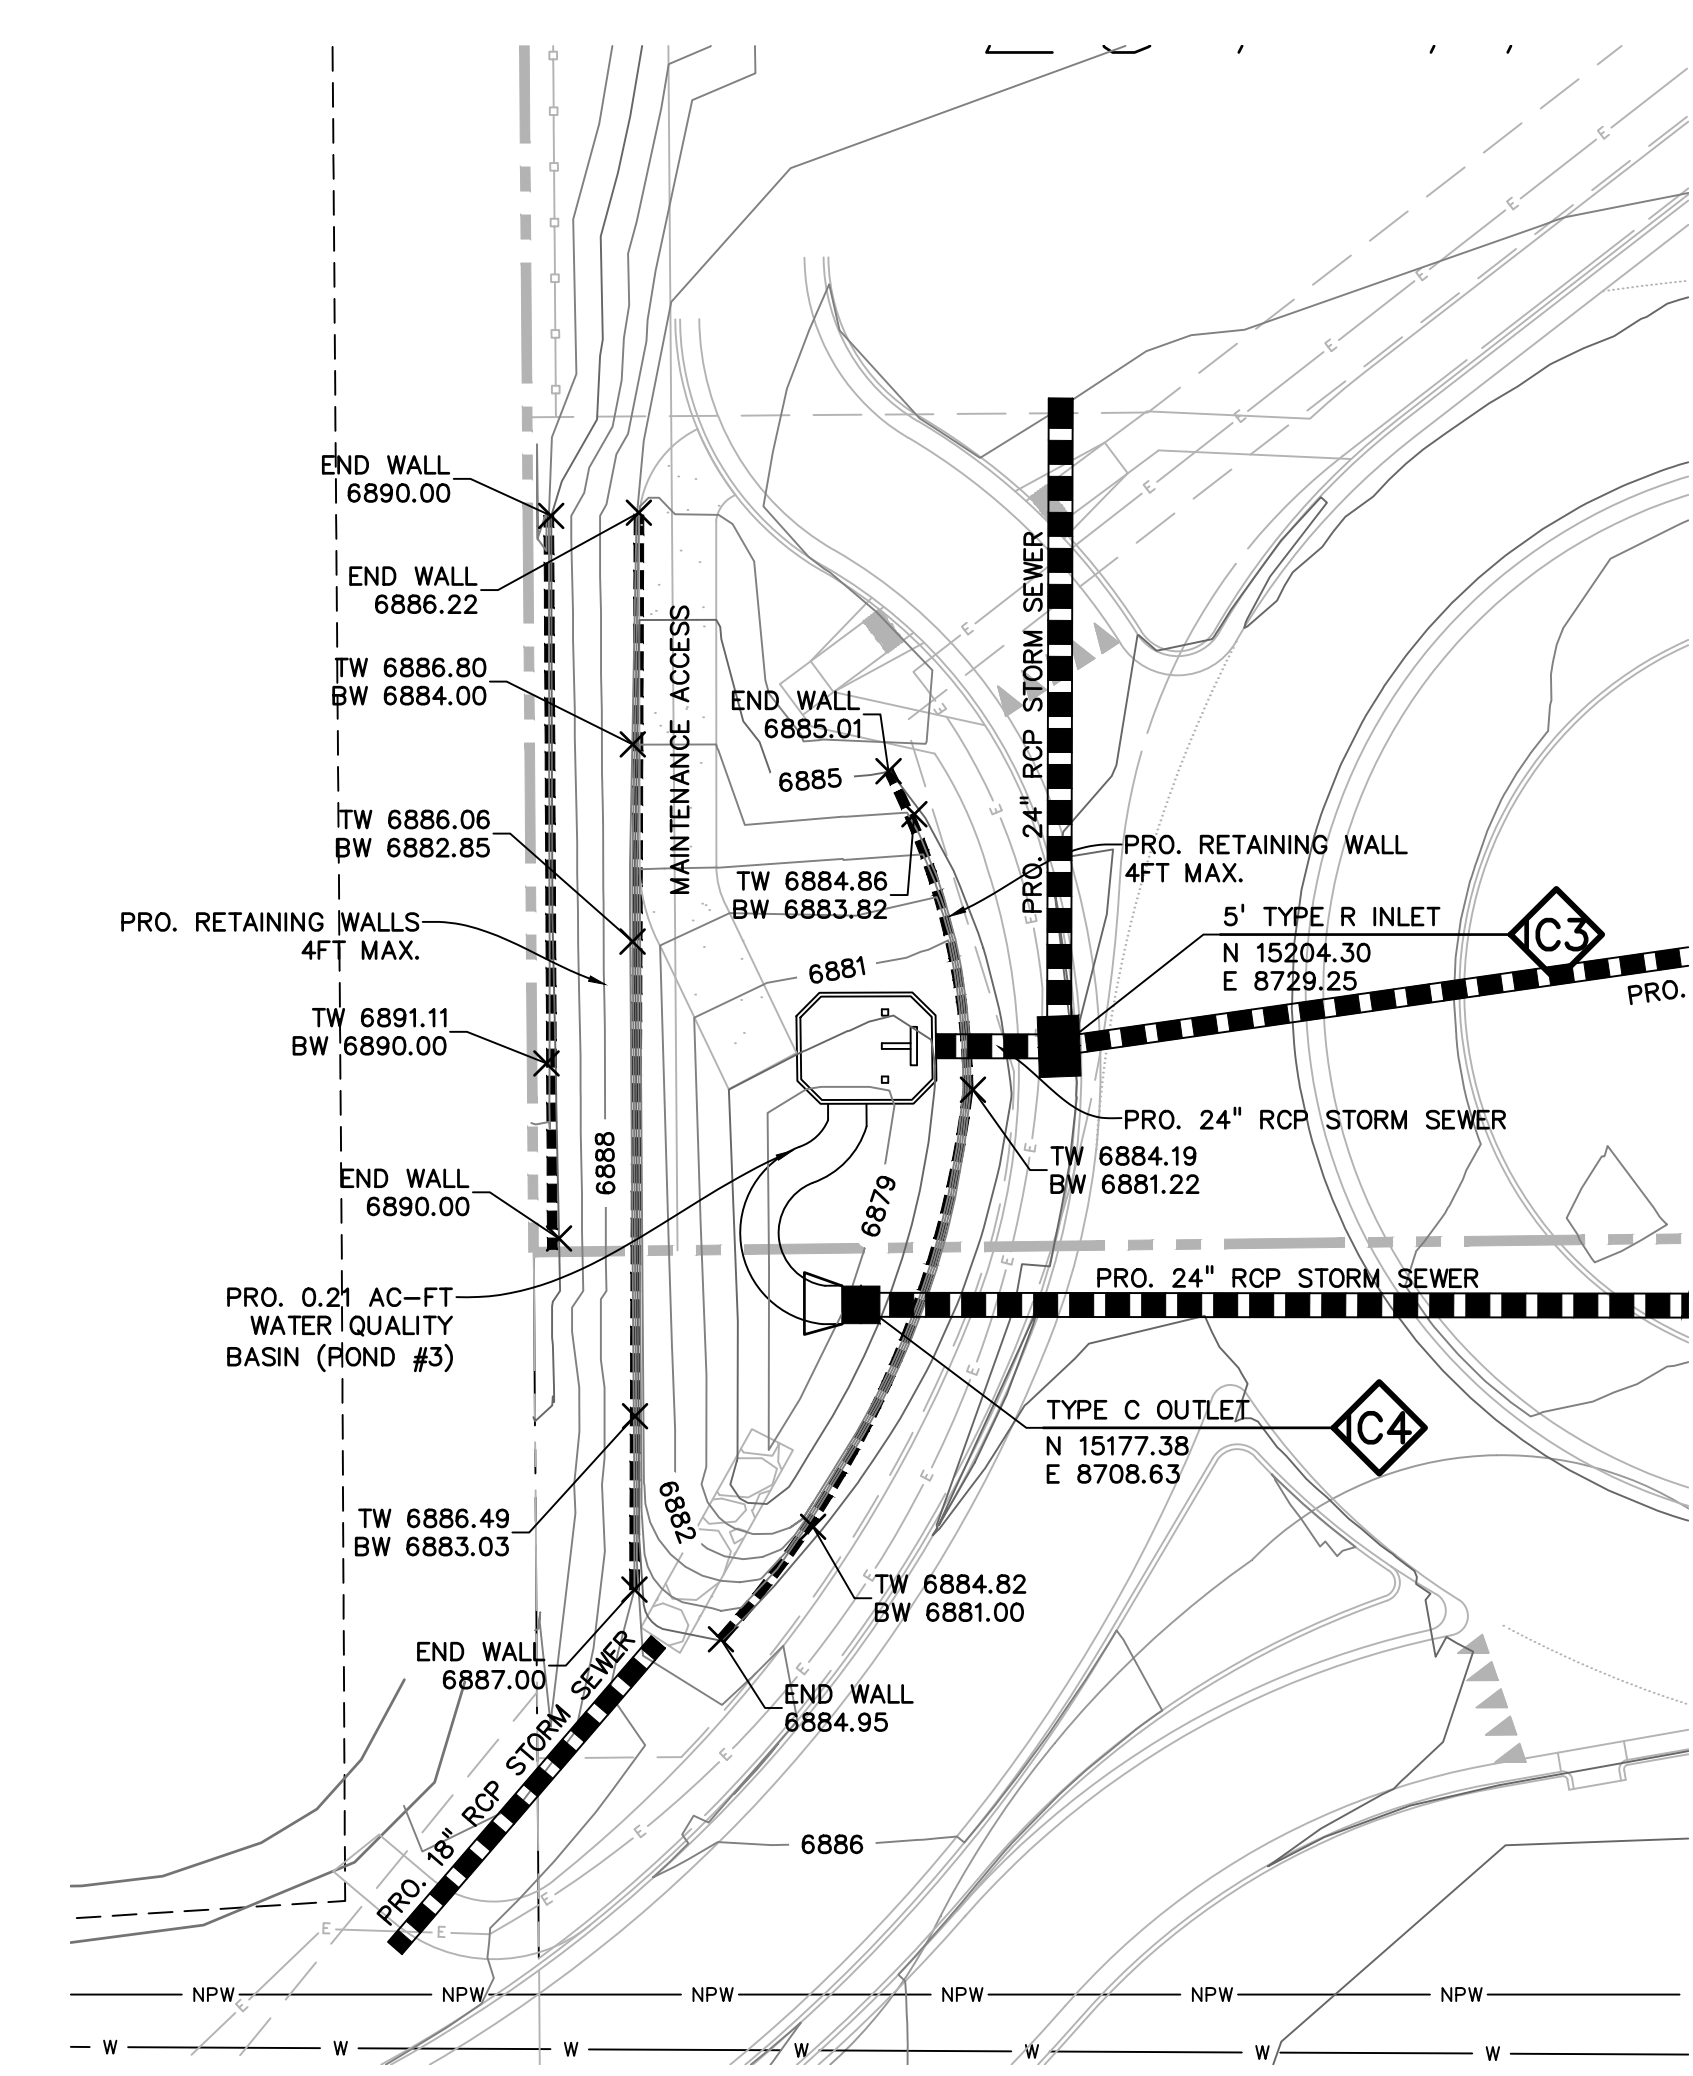 END WALL
6890.00
END WALL
6886.22
TW 6886.80
BW 6884.00
MAINTENANCE ACCESS
END WALL
6885.01
6885
PRO. 24" RCP STORM SEWER
TW 6886.06
BW 6882.85
PRO. RETAINING WALL
4FT MAX.
TW 6884.86
BW 6883.82
PRO. RETAINING WALLS
4FT MAX.
5' TYPE R INLET
N 15204.30
E 8729.25
C3
6881
PRO.
TW 6891.11
BW 6890.00
PRO. 24" RCP STORM SEWER
TW 6884.19
BW 6881.22
6888
END WALL
6890.00
6879
PRO. 24" RCP STORM SEWER
PRO. 0.21 AC-FT
WATER QUALITY
BASIN (POND #3)
TYPE C OUTLET
N 15177.38
E 8708.63
C4
6882
TW 6886.49
BW 6883.03
TW 6884.82
BW 6881.00
END WALL
6887.00
END WALL
6884.95
PRO. 18" RCP STORM SEWER
6886
E E E E E E E E E E E E E E E E E E E E E
NPW NPW NPW NPW NPW NPW
W W W W W W W